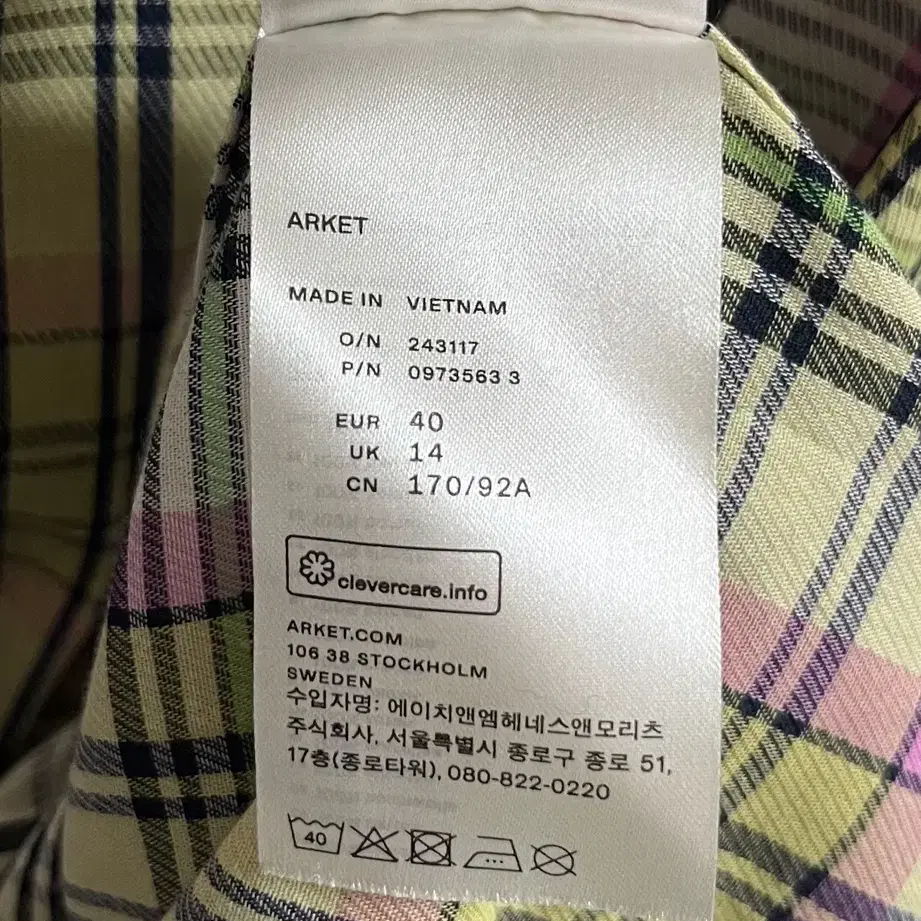 ARKET
MADE IN VIETNAM
O/N 243117
P/N 0973563 3
EUR 40
UK 14
CN 170/92A
clevercare.info
ARKET.COM
106 38 STOCKHOLM
SWEDEN
수입자명: 에이치앤엠헤네스앤모리츠
주식회사, 서울특별시 종로구 종로 51,
17층(종로타워), 080-822-0220
40